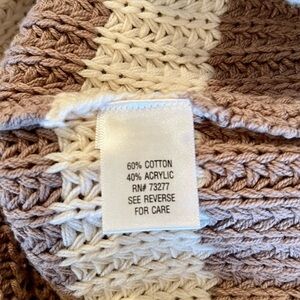 60% COTTON
40% ACRYLIC
RN# 73277
SEE REVERSE
FOR CARE